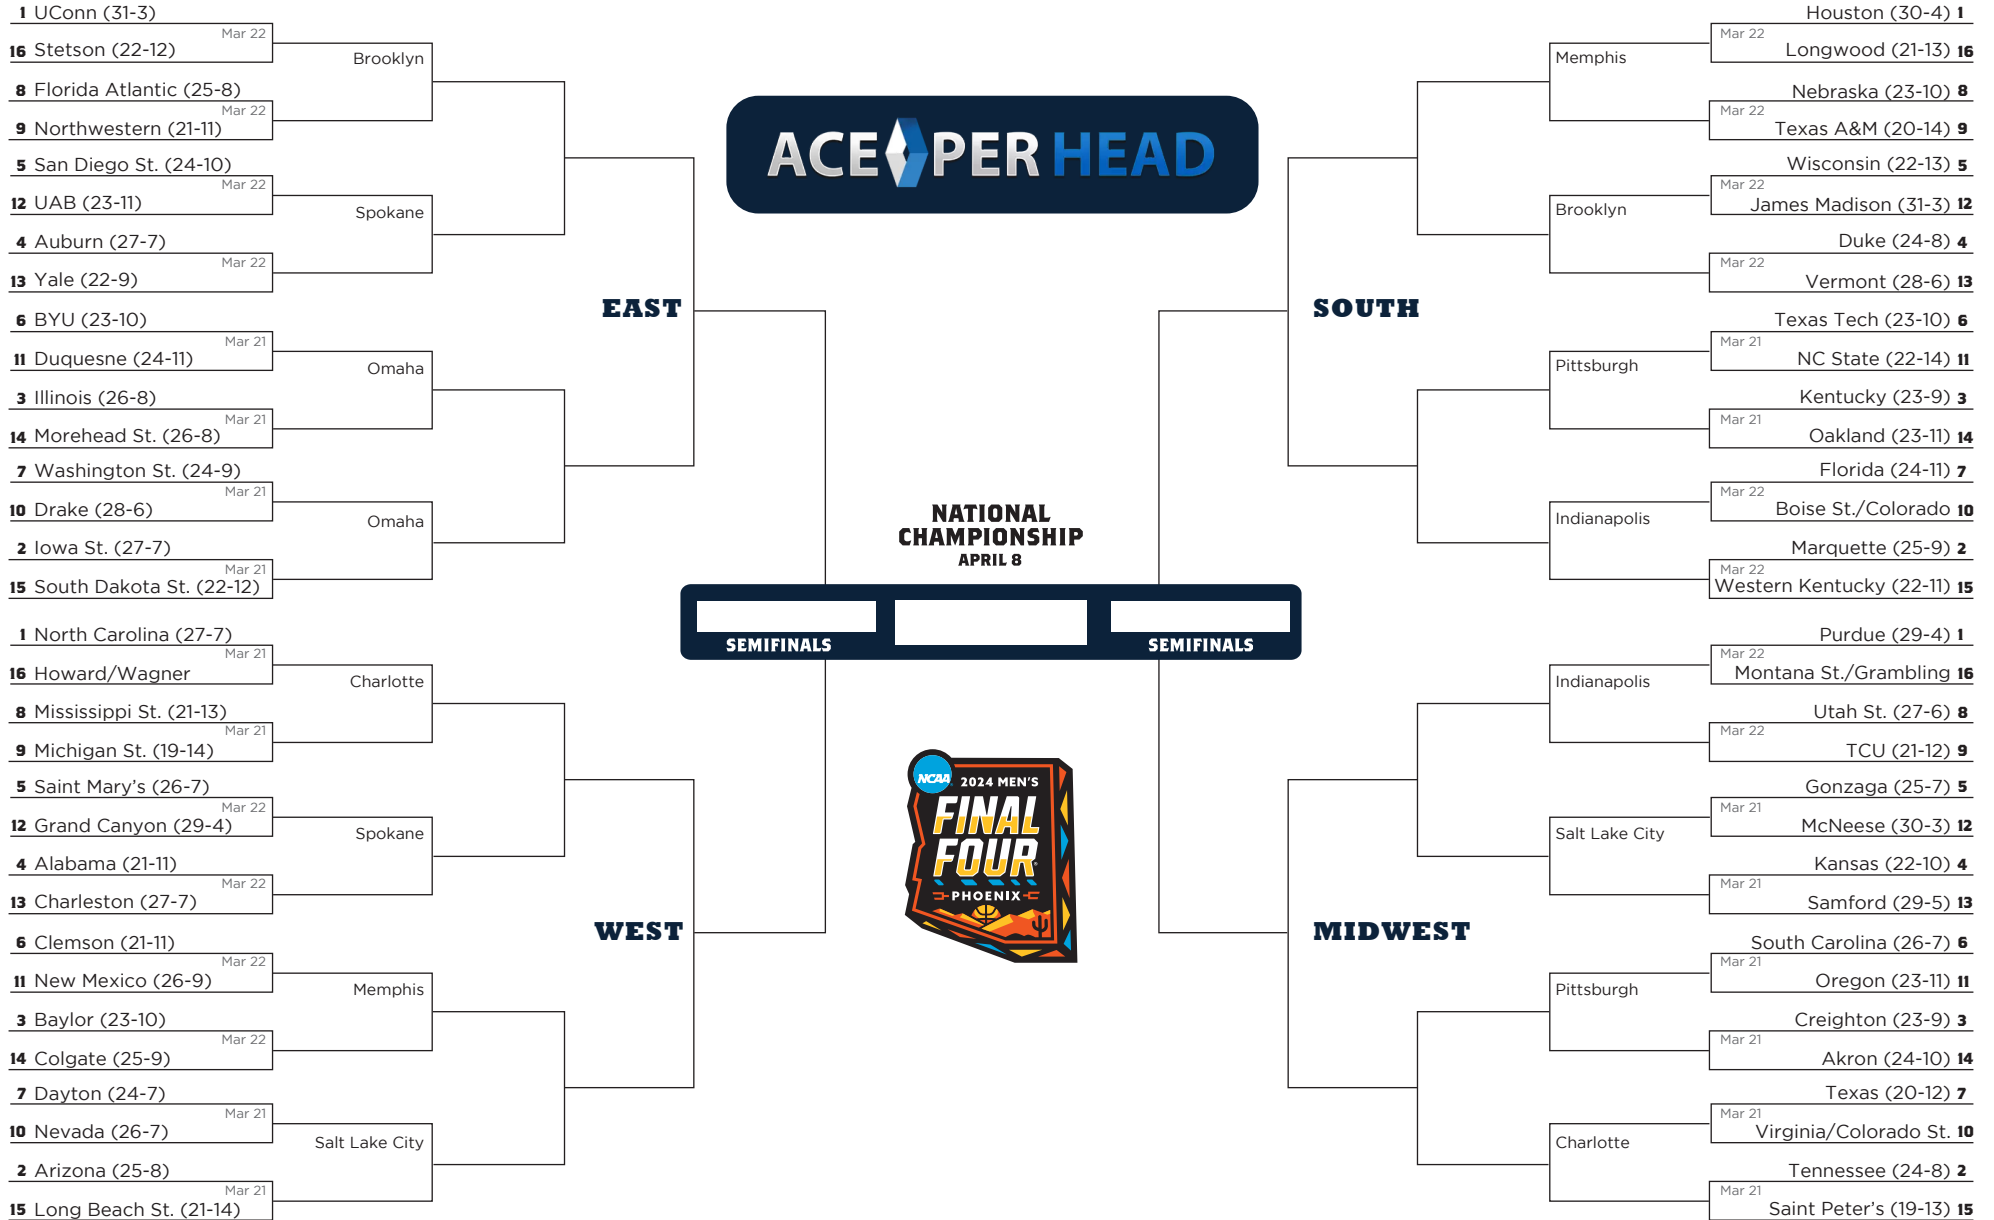 1 UConn (31-3)
Mar 22
16 Stetson (22-12)
Brooklyn
8 Florida Atlantic (25-8)
Mar 22
9 Northwestern (21-11)
5 San Diego St. (24-10)
Mar 22
12 UAB (23-11)
Spokane
4 Auburn (27-7)
Mar 22
13 Yale (22-9)
EAST
6 BYU (23-10)
Mar 21
11 Duquesne (24-11)
Omaha
3 Illinois (26-8)
Mar 21
14 Morehead St. (26-8)
7 Washington St. (24-9)
Mar 21
10 Drake (28-6)
Omaha
2 Iowa St. (27-7)
Mar 21
15 South Dakota St. (22-12)
1 North Carolina (27-7)
Mar 21
16 Howard/Wagner
Charlotte
8 Mississippi St. (21-13)
Mar 21
9 Michigan St. (19-14)
5 Saint Mary's (26-7)
Mar 22
12 Grand Canyon (29-4)
Spokane
4 Alabama (21-11)
Mar 22
13 Charleston (27-7)
WEST
6 Clemson (21-11)
Mar 22
11 New Mexico (26-9)
Memphis
3 Baylor (23-10)
Mar 22
14 Colgate (25-9)
7 Dayton (24-7)
Mar 21
10 Nevada (26-7)
Salt Lake City
2 Arizona (25-8)
Mar 21
15 Long Beach St. (21-14)
ACE PER HEAD
NATIONAL
CHAMPIONSHIP
APRIL 8
SEMIFINALS
SEMIFINALS
NCAA
2024 MEN'S
FINAL
FOUR
PHOENIX
Houston (30-4) 1
Mar 22
Longwood (21-13) 16
Memphis
Nebraska (23-10) 8
Mar 22
Texas A&M (20-14) 9
Wisconsin (22-13) 5
Mar 22
James Madison (31-3) 12
Brooklyn
Duke (24-8) 4
Mar 22
Vermont (28-6) 13
SOUTH
Texas Tech (23-10) 6
Mar 21
NC State (22-14) 11
Pittsburgh
Kentucky (23-9) 3
Mar 21
Oakland (23-11) 14
Florida (24-11) 7
Mar 22
Boise St./Colorado 10
Indianapolis
Marquette (25-9) 2
Mar 22
Western Kentucky (22-11) 15
Purdue (29-4) 1
Mar 22
Montana St./Grambling 16
Indianapolis
Utah St. (27-6) 8
Mar 22
TCU (21-12) 9
Gonzaga (25-7) 5
Mar 21
McNeese (30-3) 12
Salt Lake City
Kansas (22-10) 4
Mar 21
Samford (29-5) 13
MIDWEST
South Carolina (26-7) 6
Mar 21
Oregon (23-11) 11
Pittsburgh
Creighton (23-9) 3
Mar 21
Akron (24-10) 14
Texas (20-12) 7
Mar 21
Virginia/Colorado St. 10
Charlotte
Tennessee (24-8) 2
Mar 21
Saint Peter's (19-13) 15